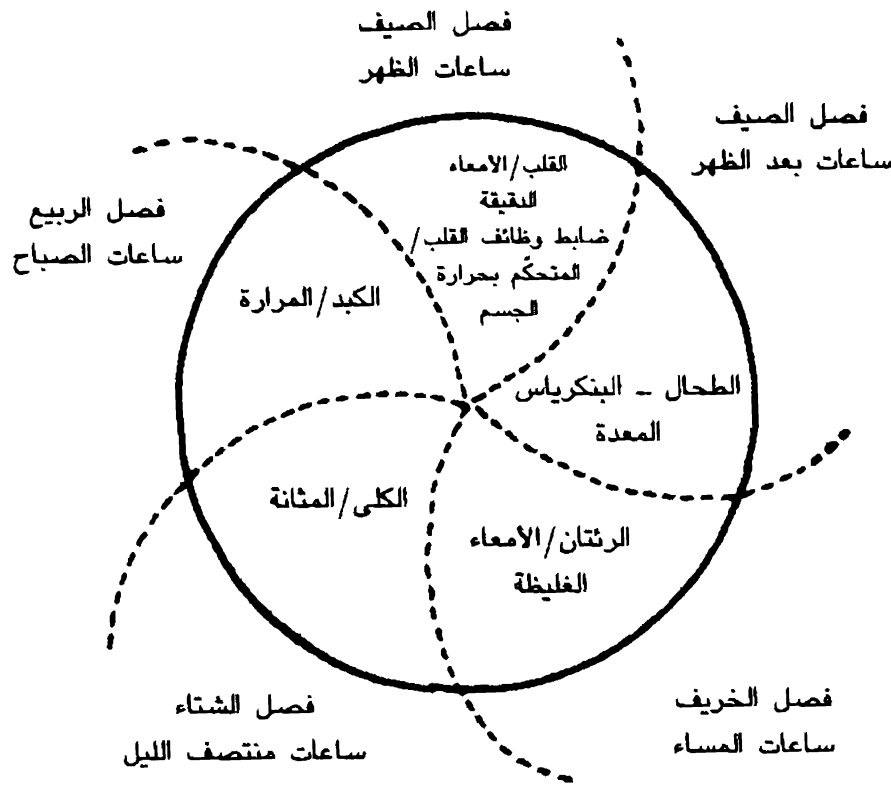 فصل الصيف
ساعات الظهر
فصل الصيف
ساعات بعد الظهر
القلب/الأمعاء
الدقيقة
ضابط وظائف القلب/
المتحكّم بحرارة
الجسم
فصل الربيع
ساعات الصباح
الكبد/المرارة
الطحال - البنكرياس
المعدة
الكلى/المثانة
الرئتان/الأمعاء
الغليظة
فصل الخريف
ساعات المساء
فصل الشتاء
ساعات منتصف الليل